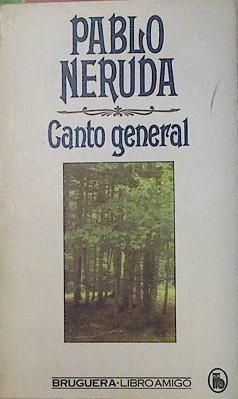 PABLO
NERUDA
Canto general
BRUGUERA·LIBRO AMIGO